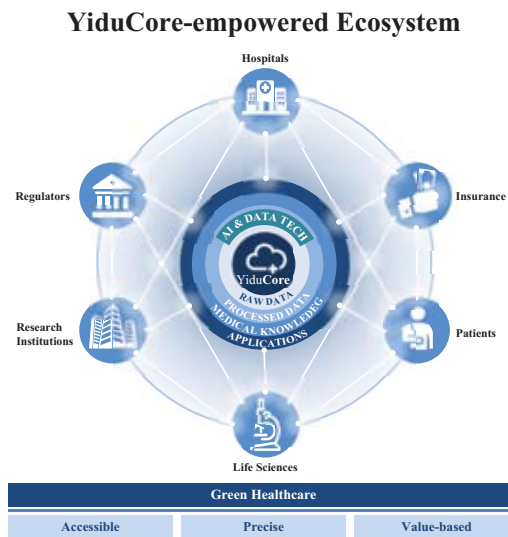 YiduCore-empowered Ecosystem
Hospitals
Regulators
Insurance
AI & DATA TECH
YiduCore
RAW DATA
PROCESSED DATA
MEDICAL KNOWLEDEG
APPLICATIONS
Research
Institutions
Patients
Life Sciences
Green Healthcare
Accessible
Precise
Value-based